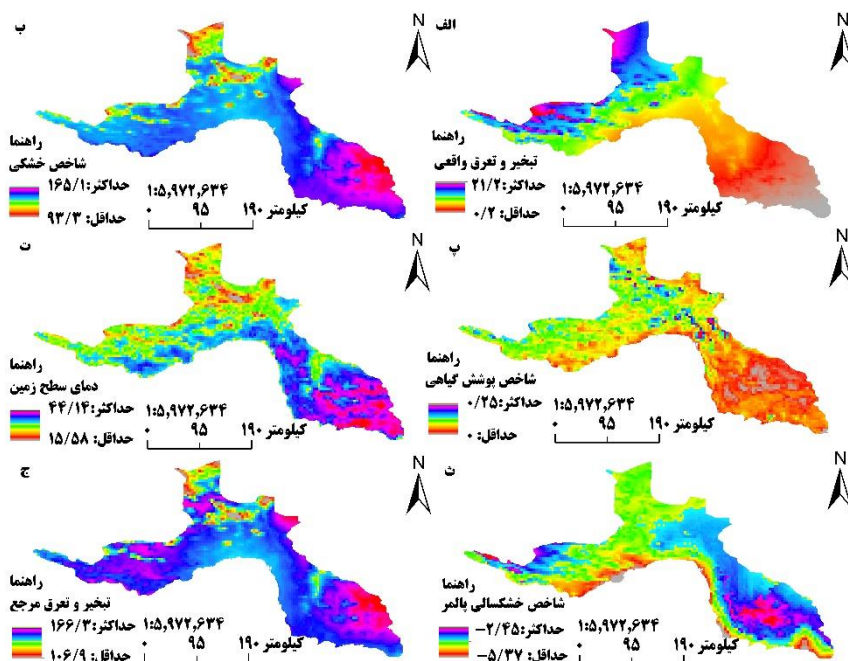 الف
N
راهنما
تبخیر و تعرق واقعی
حداکثر: ۲۱/۲
حداقل: ۰/۲
۱:۵,۹۷۲,۶۳۴
۰ ۹۵ ۱۹۰ کیلومتر
ب
N
راهنما
شاخص خشکی
حداکثر: ۱۶۵/۱
حداقل: ۹۳/۳
۱:۵,۹۷۲,۶۳۴
۰ ۹۵ ۱۹۰ کیلومتر
پ
N
راهنما
شاخص پوشش گیاهی
حداکثر: ۰/۲۵
حداقل: ۰
۱:۵,۹۷۲,۶۳۴
۰ ۹۵ ۱۹۰ کیلومتر
ت
N
راهنما
دمای سطح زمین
حداکثر: ۴۴/۱۴
حداقل: ۱۵/۵۸
۱:۵,۹۷۲,۶۳۴
۰ ۹۵ ۱۹۰ کیلومتر
ث
N
راهنما
شاخص خشکسالی پالمر
حداکثر: −۲/۴۵
حداقل: −۵/۳۷
۱:۵,۹۷۲,۶۳۴
۰ ۹۵ ۱۹۰ کیلومتر
ج
N
راهنما
تبخیر و تعرق مرجع
حداکثر: ۱۶۶/۳
حداقل: ۱۰۶/۹
۱:۵,۹۷۲,۶۳۴
۰ ۹۵ ۱۹۰ کیلومتر